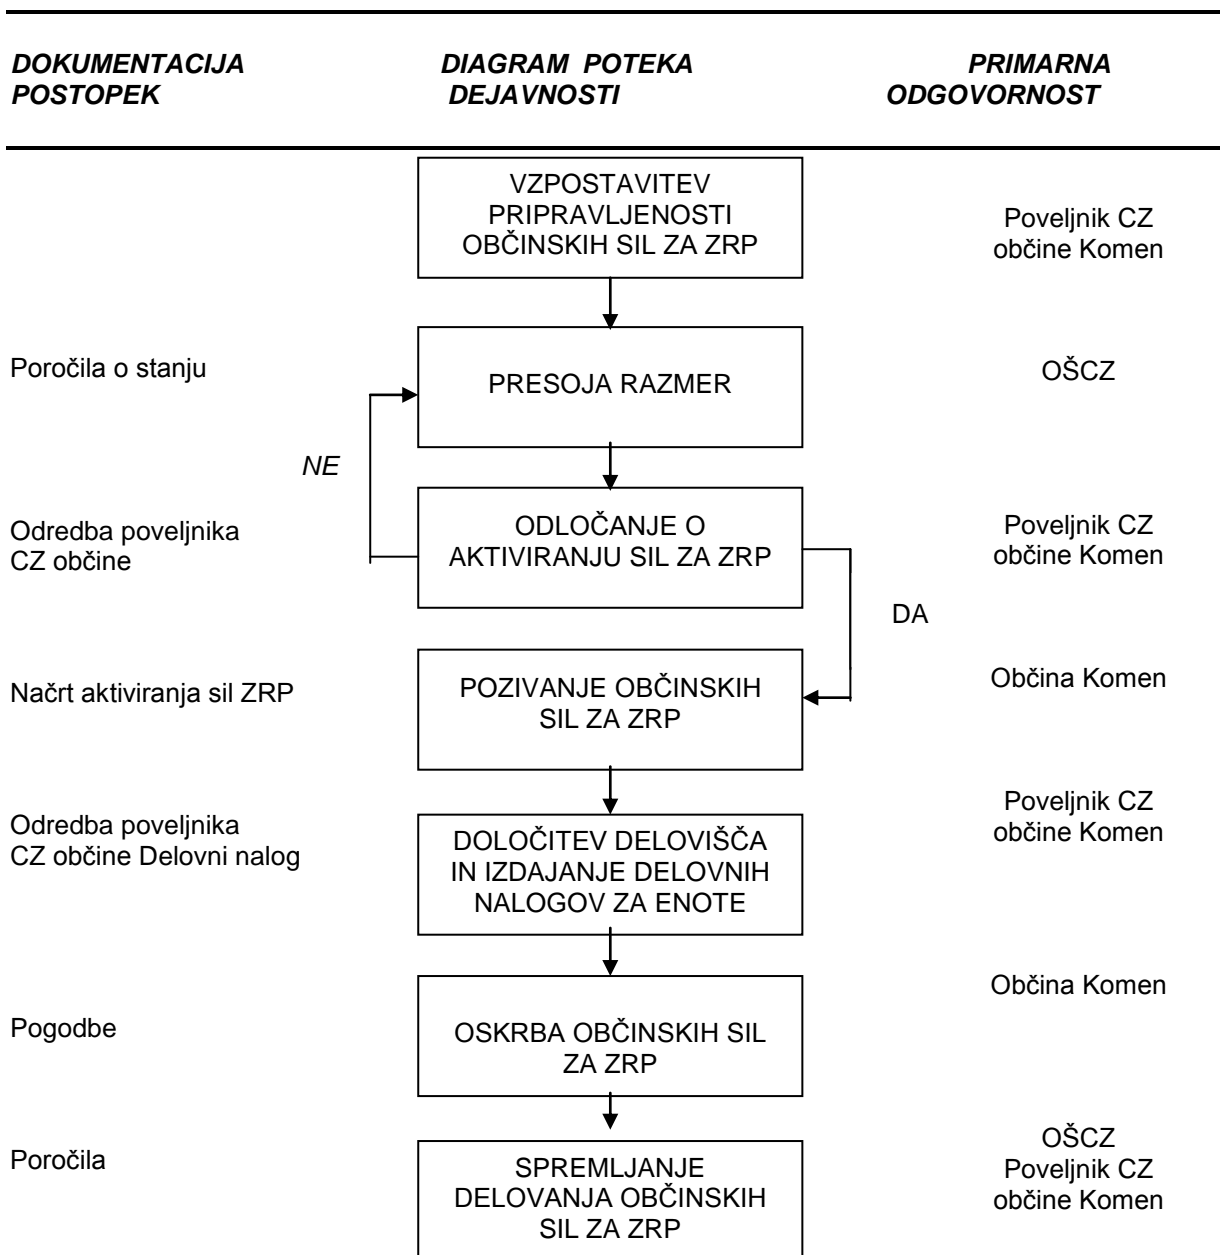 DOKUMENTACIJA
POSTOPEK
DIAGRAM POTEKA
DEJAVNOSTI
PRIMARNA
ODGOVORNOST
VZPOSTAVITEV
PRIPRAVLJENOSTI
OBČINSKIH SIL ZA ZRP
Poveljnik CZ
občine Komen
Poročila o stanju
PRESOJA RAZMER
OŠCZ
NE
Odredba poveljnika
CZ občine
ODLOČANJE O
AKTIVIRANJU SIL ZA ZRP
Poveljnik CZ
občine Komen
DA
Načrt aktiviranja sil ZRP
POZIVANJE OBČINSKIH
SIL ZA ZRP
Občina Komen
Odredba poveljnika
CZ občine Delovni nalog
DOLOČITEV DELOVIŠČA
IN IZDAJANJE DELOVNIH
NALOGOV ZA ENOTE
Poveljnik CZ
občine Komen
Pogodbe
OSKRBA OBČINSKIH SIL
ZA ZRP
Občina Komen
Poročila
SPREMLJANJE
DELOVANJA OBČINSKIH
SIL ZA ZRP
OŠCZ
Poveljnik CZ
občine Komen